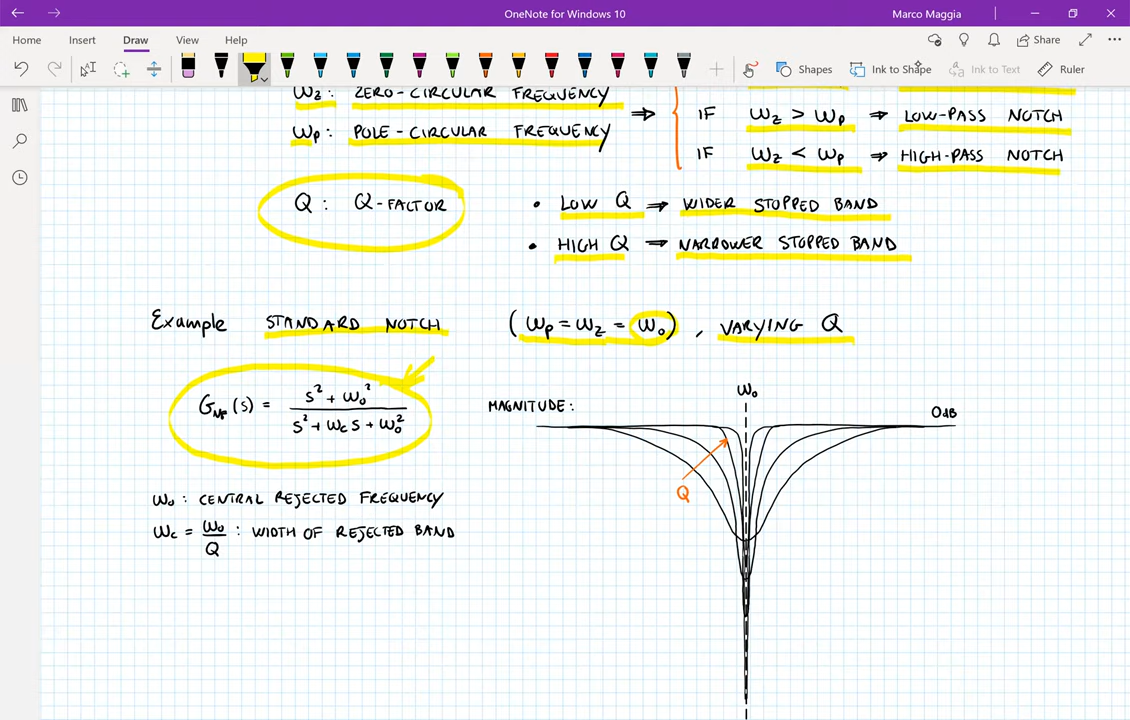 OneNote for Windows 10
Marco Maggia
Home Insert Draw View Help
Share
Shapes Ink to Shape Ink to Text Ruler
ωz : ZERO-CIRCULAR FREQUENCY
ωp : POLE-CIRCULAR FREQUENCY
⇒
IF ωz > ωp ⇒ LOW-PASS NOTCH
IF ωz < ωp ⇒ HIGH-PASS NOTCH
Q : Q-FACTOR
• LOW Q ⇒ WIDER STOPPED BAND
• HIGH Q ⇒ NARROWER STOPPED BAND
Example STANDARD NOTCH (ωp = ωz = ω0), VARYING Q
s² + ω0²
s² + ωc s + ω0²
MAGNITUDE:
ω0
0dB
Q
ω0 : CENTRAL REJECTED FREQUENCY
ωc = ω0/Q : WIDTH OF REJECTED BAND